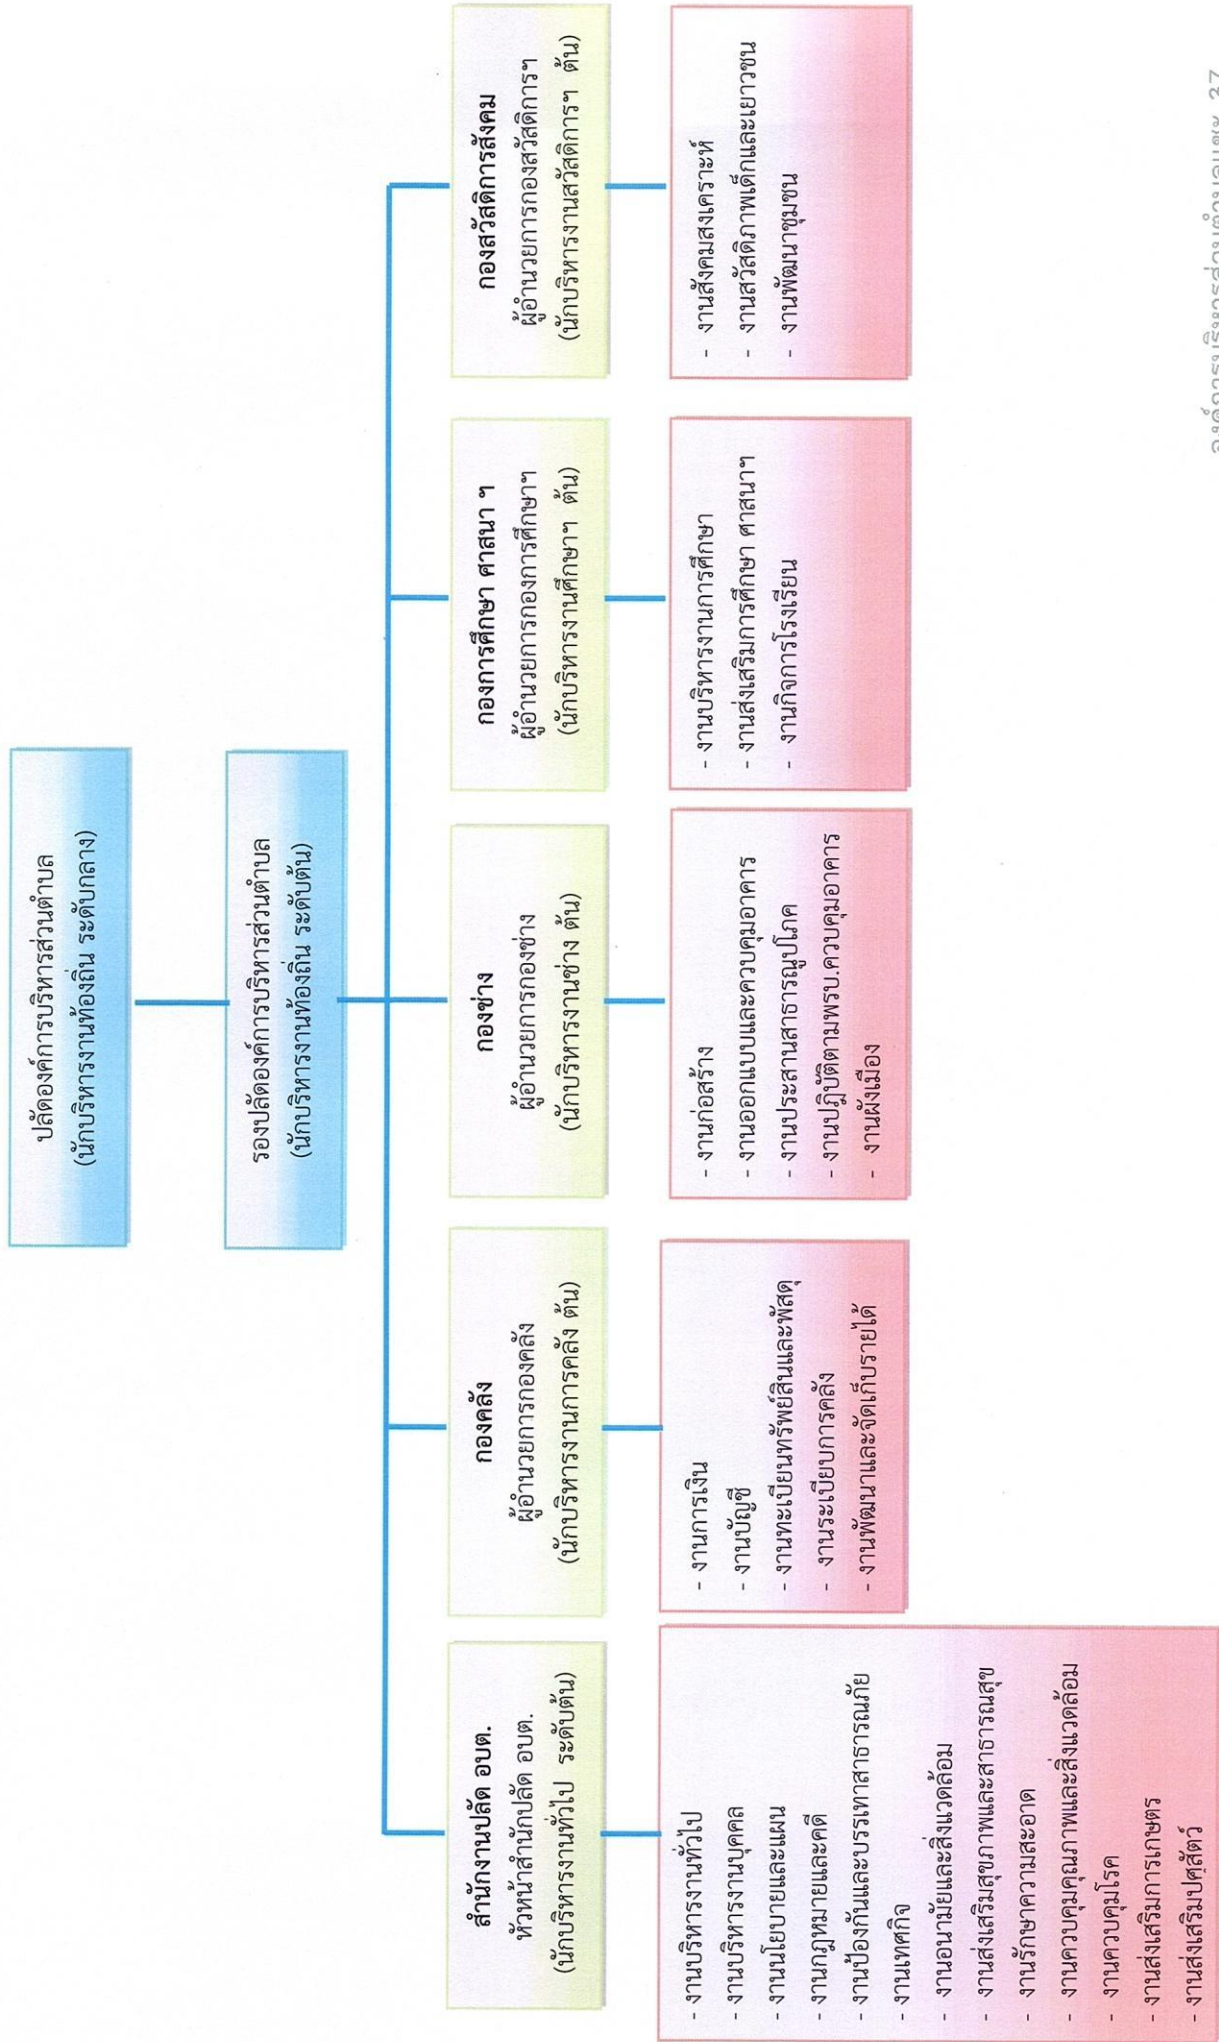 ปลัดองค์การบริหารส่วนตำบล
(นักบริหารงานท้องถิ่น ระดับกลาง)
รองปลัดองค์การบริหารส่วนตำบล
(นักบริหารงานท้องถิ่น ระดับต้น)
สำนักงานปลัด อบต.
หัวหน้าสำนักปลัด อบต.
(นักบริหารงานทั่วไป ระดับต้น)
กองคลัง
ผู้อำนวยการกองคลัง
(นักบริหารงานการคลัง ต้น)
กองช่าง
ผู้อำนวยการกองช่าง
(นักบริหารงานช่าง ต้น)
กองการศึกษา ศาสนา ฯ
ผู้อำนวยการกองการศึกษาฯ
(นักบริหารงานศึกษาฯ ต้น)
กองสวัสดิการสังคม
ผู้อำนวยการกองสวัสดิการฯ
(นักบริหารงานสวัสดิการฯ ต้น)
- งานบริหารงานทั่วไป
- งานบริหารงานบุคคล
- งานนโยบายและแผน
- งานกฎหมายและคดี
- งานป้องกันและบรรเทาสาธารณภัย
- งานเทศกิจ
- งานอนามัยและสิ่งแวดล้อม
- งานส่งเสริมสุขภาพและสาธารณสุข
- งานรักษาความสะอาด
- งานควบคุมคุณภาพและสิ่งแวดล้อม
- งานควบคุมโรค
- งานส่งเสริมการเกษตร
- งานส่งเสริมปศุสัตว์
- งานการเงิน
- งานบัญชี
- งานทะเบียนทรัพย์สินและพัสดุ
- งานระเบียบการคลัง
- งานพัฒนาและจัดเก็บรายได้
- งานก่อสร้าง
- งานออกแบบและควบคุมอาคาร
- งานประสานสาธารณูปโภค
- งานปฏิบัติตามพรบ.ควบคุมอาคาร
- งานผังเมือง
- งานบริหารงานการศึกษา
- งานส่งเสริมการศึกษา ศาสนาฯ
- งานกิจการโรงเรียน
- งานสังคมสงเคราะห์
- งานสวัสดิภาพเด็กและเยาวชน
- งานพัฒนาชุมชน
องค์การบริหารส่วนตำบลแชะ 37